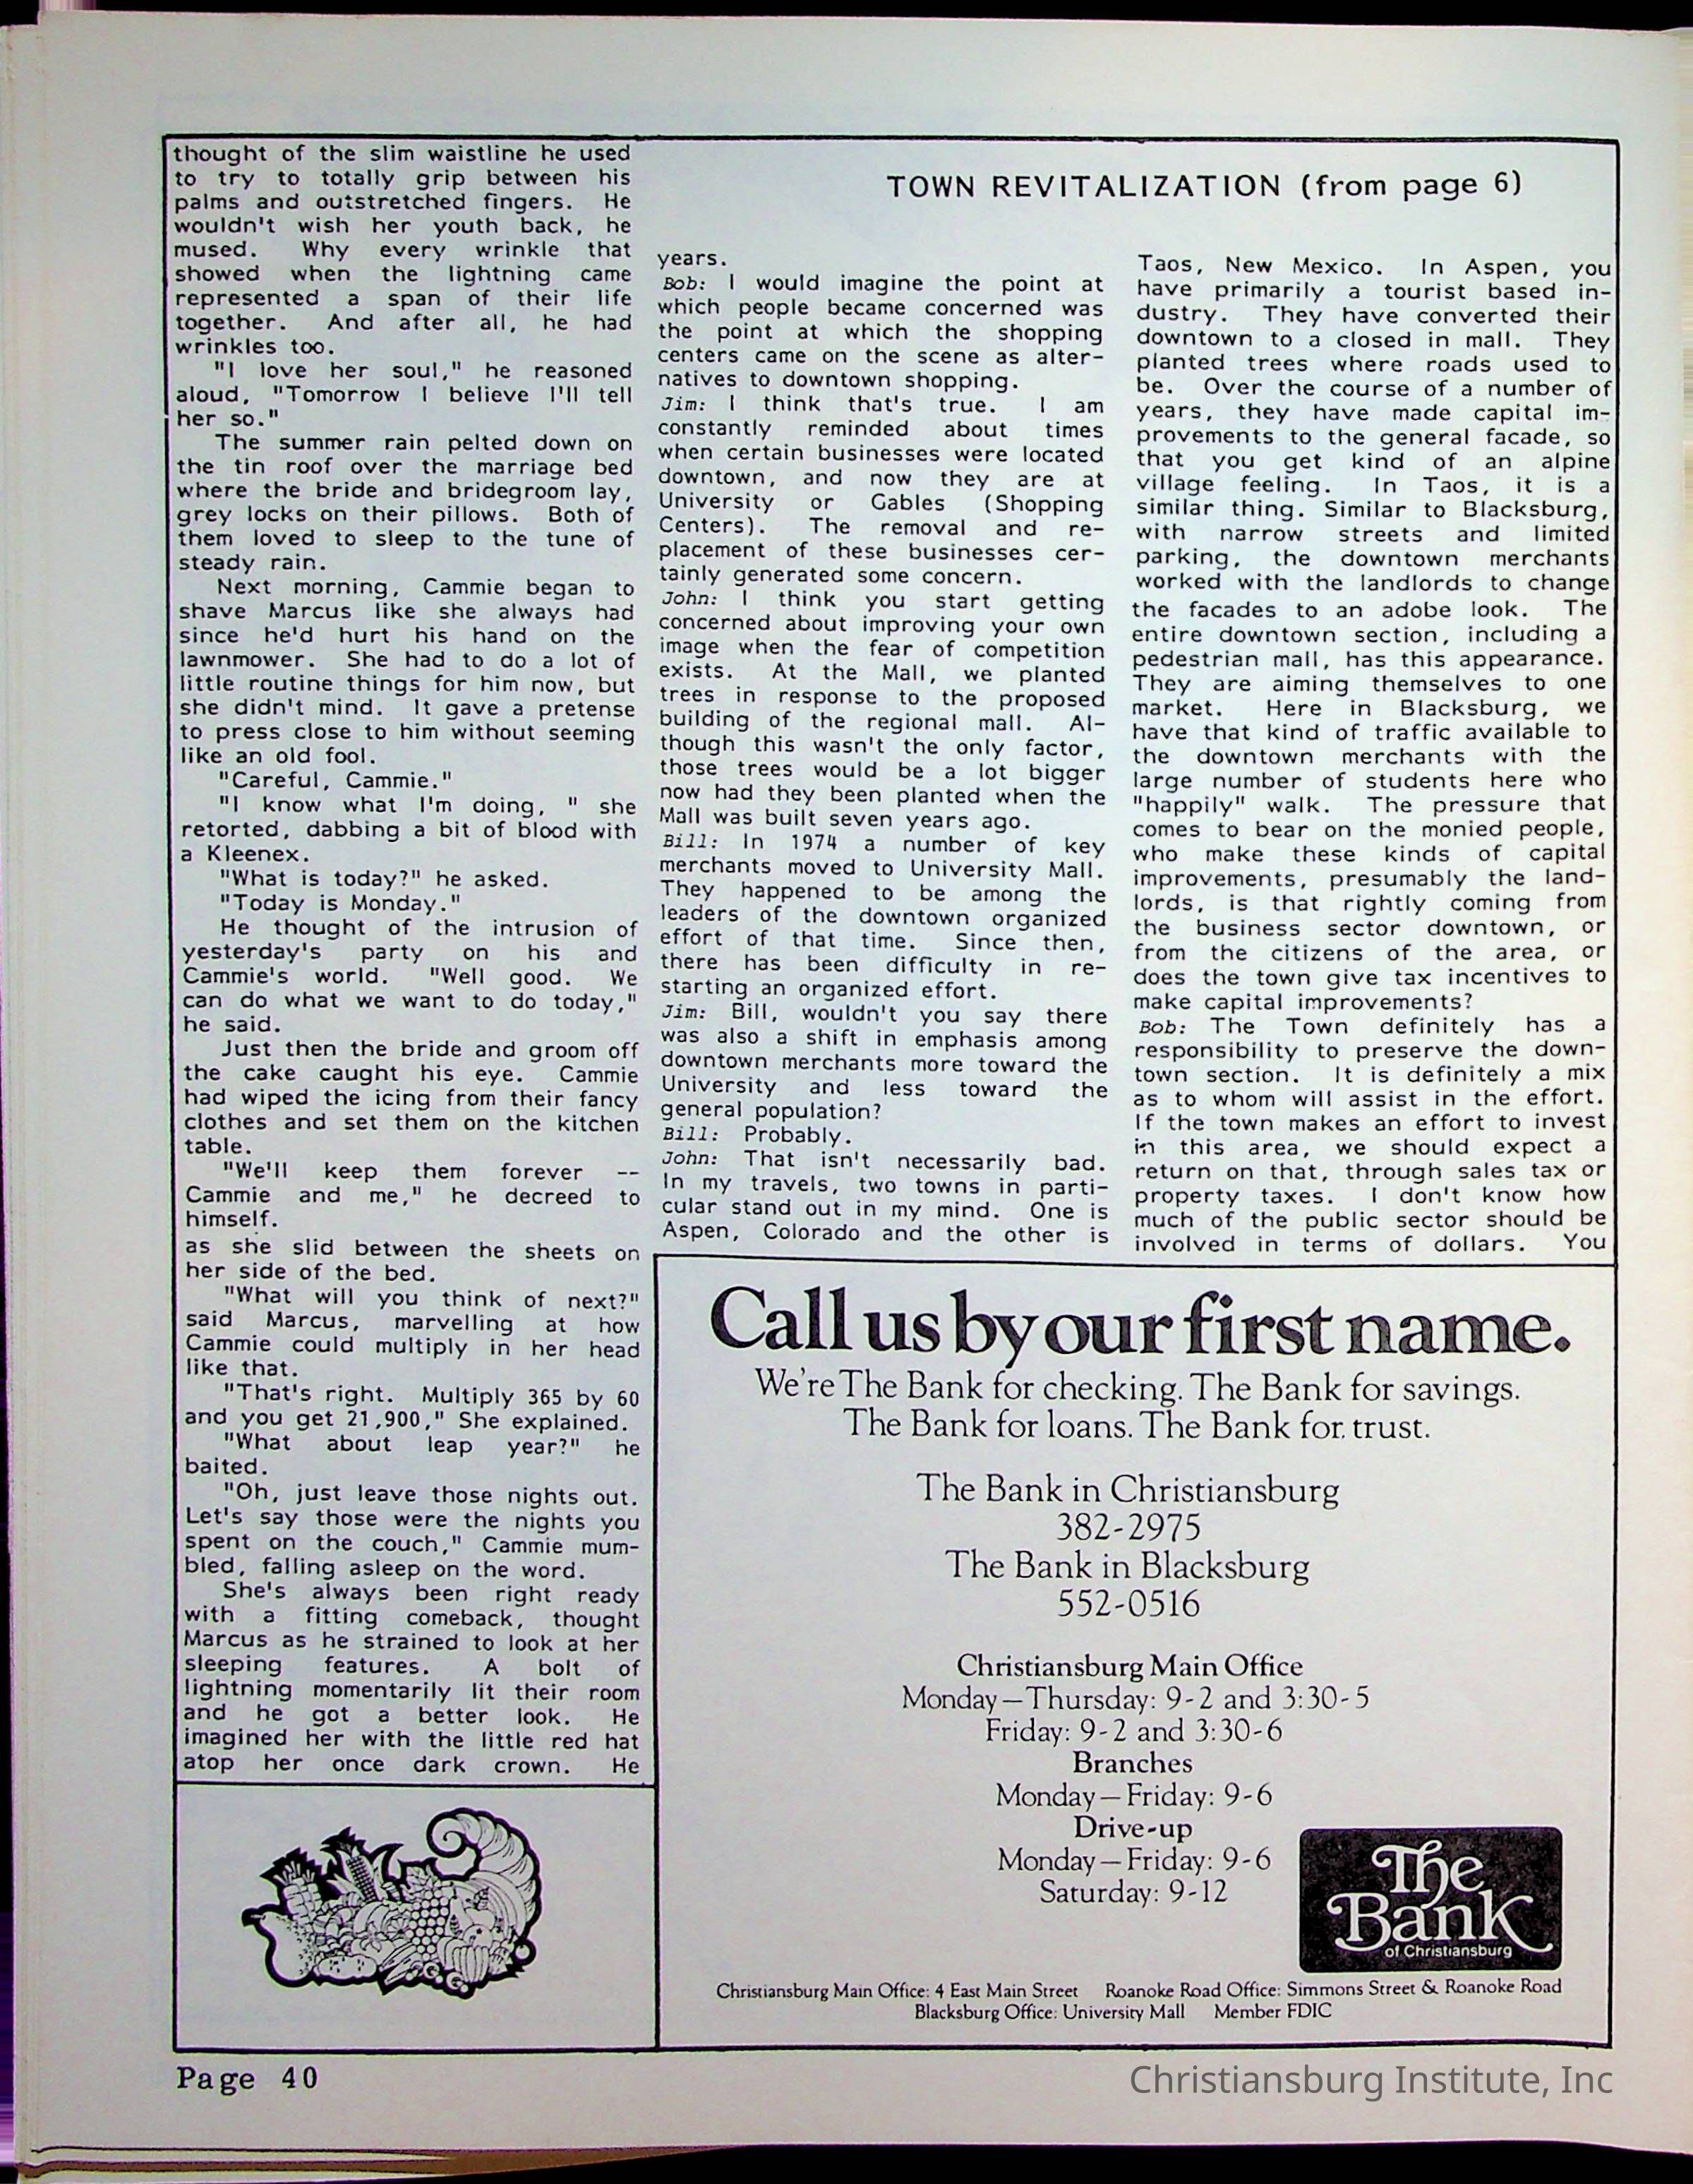 thought of the slim waistline he used
to try to totally grip between his
palms and outstretched fingers. He
wouldn't wish her youth back, he
mused. Why every wrinkle that
showed when the lightning came
represented a span of their life
together. And after all, he had
wrinkles too.
"I love her soul," he reasoned
aloud, "Tomorrow I believe I'll tell
her so."
The summer rain pelted down on
the tin roof over the marriage bed
where the bride and bridegroom lay,
grey locks on their pillows. Both of
them loved to sleep to the tune of
steady rain.
Next morning, Cammie began to
shave Marcus like she always had
since he'd hurt his hand on the
lawnmower. She had to do a lot of
little routine things for him now, but
she didn't mind. It gave a pretense
to press close to him without seeming
like an old fool.
"Careful, Cammie."
"I know what I'm doing, " she
retorted, dabbing a bit of blood with
a Kleenex.
"What is today?" he asked.
"Today is Monday."
He thought of the intrusion of
yesterday's party on his and
Cammie's world. "Well good. We
can do what we want to do today,"
he said.
Just then the bride and groom off
the cake caught his eye. Cammie
had wiped the icing from their fancy
clothes and set them on the kitchen
table.
"We'll keep them forever --
Cammie and me," he decreed to
himself.
as she slid between the sheets on
her side of the bed.
"What will you think of next?"
said Marcus, marvelling at how
Cammie could multiply in her head
like that.
"That's right. Multiply 365 by 60
and you get 21,900," She explained.
"What about leap year?" he
baited.
"Oh, just leave those nights out.
Let's say those were the nights you
spent on the couch," Cammie mum-
bled, falling asleep on the word.
She's always been right ready
with a fitting comeback, thought
Marcus as he strained to look at her
sleeping features. A bolt of
lightning momentarily lit their room
and he got a better look. He
imagined her with the little red hat
atop her once dark crown. He
TOWN REVITALIZATION (from page 6)
years.
Bob: I would imagine the point at
which people became concerned was
the point at which the shopping
centers came on the scene as alter-
natives to downtown shopping.
Jim: I think that's true. I am
constantly reminded about times
when certain businesses were located
downtown, and now they are at
University or Gables (Shopping
Centers). The removal and re-
placement of these businesses cer-
tainly generated some concern.
John: I think you start getting
concerned about improving your own
image when the fear of competition
exists. At the Mall, we planted
trees in response to the proposed
building of the regional mall. Al-
though this wasn't the only factor,
those trees would be a lot bigger
now had they been planted when the
Mall was built seven years ago.
Bill: In 1974 a number of key
merchants moved to University Mall.
They happened to be among the
leaders of the downtown organized
effort of that time. Since then,
there has been difficulty in re-
starting an organized effort.
Jim: Bill, wouldn't you say there
was also a shift in emphasis among
downtown merchants more toward the
University and less toward the
general population?
Bill: Probably.
John: That isn't necessarily bad.
In my travels, two towns in parti-
cular stand out in my mind. One is
Aspen, Colorado and the other is
Taos, New Mexico. In Aspen, you
have primarily a tourist based in-
dustry. They have converted their
downtown to a closed in mall. They
planted trees where roads used to
be. Over the course of a number of
years, they have made capital im-
provements to the general facade, so
that you get kind of an alpine
village feeling. In Taos, it is a
similar thing. Similar to Blacksburg,
with narrow streets and limited
parking, the downtown merchants
worked with the landlords to change
the facades to an adobe look. The
entire downtown section, including a
pedestrian mall, has this appearance.
They are aiming themselves to one
market. Here in Blacksburg, we
have that kind of traffic available to
the downtown merchants with the
large number of students here who
"happily" walk. The pressure that
comes to bear on the monied people,
who make these kinds of capital
improvements, presumably the land-
lords, is that rightly coming from
the business sector downtown, or
from the citizens of the area, or
does the town give tax incentives to
make capital improvements?
Bob: The Town definitely has a
responsibility to preserve the down-
town section. It is definitely a mix
as to whom will assist in the effort.
If the town makes an effort to invest
in this area, we should expect a
return on that, through sales tax or
property taxes. I don't know how
much of the public sector should be
involved in terms of dollars. You
Call us by our first name.
We're The Bank for checking. The Bank for savings.
The Bank for loans. The Bank for trust.
The Bank in Christiansburg
382-2975
The Bank in Blacksburg
552-0516
Christiansburg Main Office
Monday—Thursday: 9-2 and 3:30-5
Friday: 9-2 and 3:30-6
Branches
Monday—Friday: 9-6
Drive-up
Monday—Friday: 9-6
Saturday: 9-12
The
Bank
of Christiansburg
Christiansburg Main Office: 4 East Main Street Roanoke Road Office: Simmons Street & Roanoke Road
Blacksburg Office: University Mall Member FDIC
Page 40
Christiansburg Institute, Inc